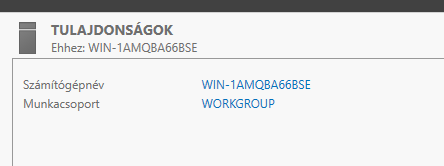 TULAJDONSÁGOK
Ehhez: WIN-1AMQBA66BSE
Számítógépnév WIN-1AMQBA66BSE
Munkacsoport WORKGROUP